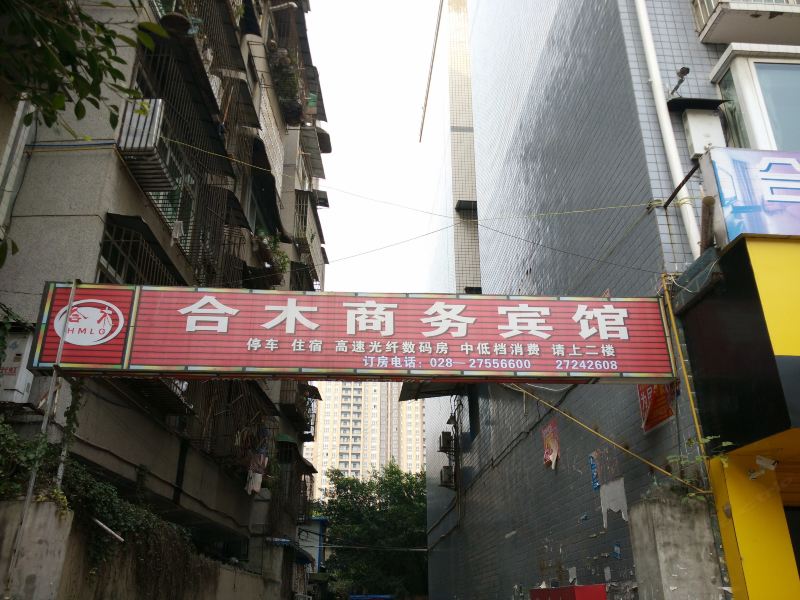 合木
HMLG
合木商务宾馆
停车 住宿 高速光纤数码房 中低档消费 请上二楼
订房电话:028-27556600 27242608
合